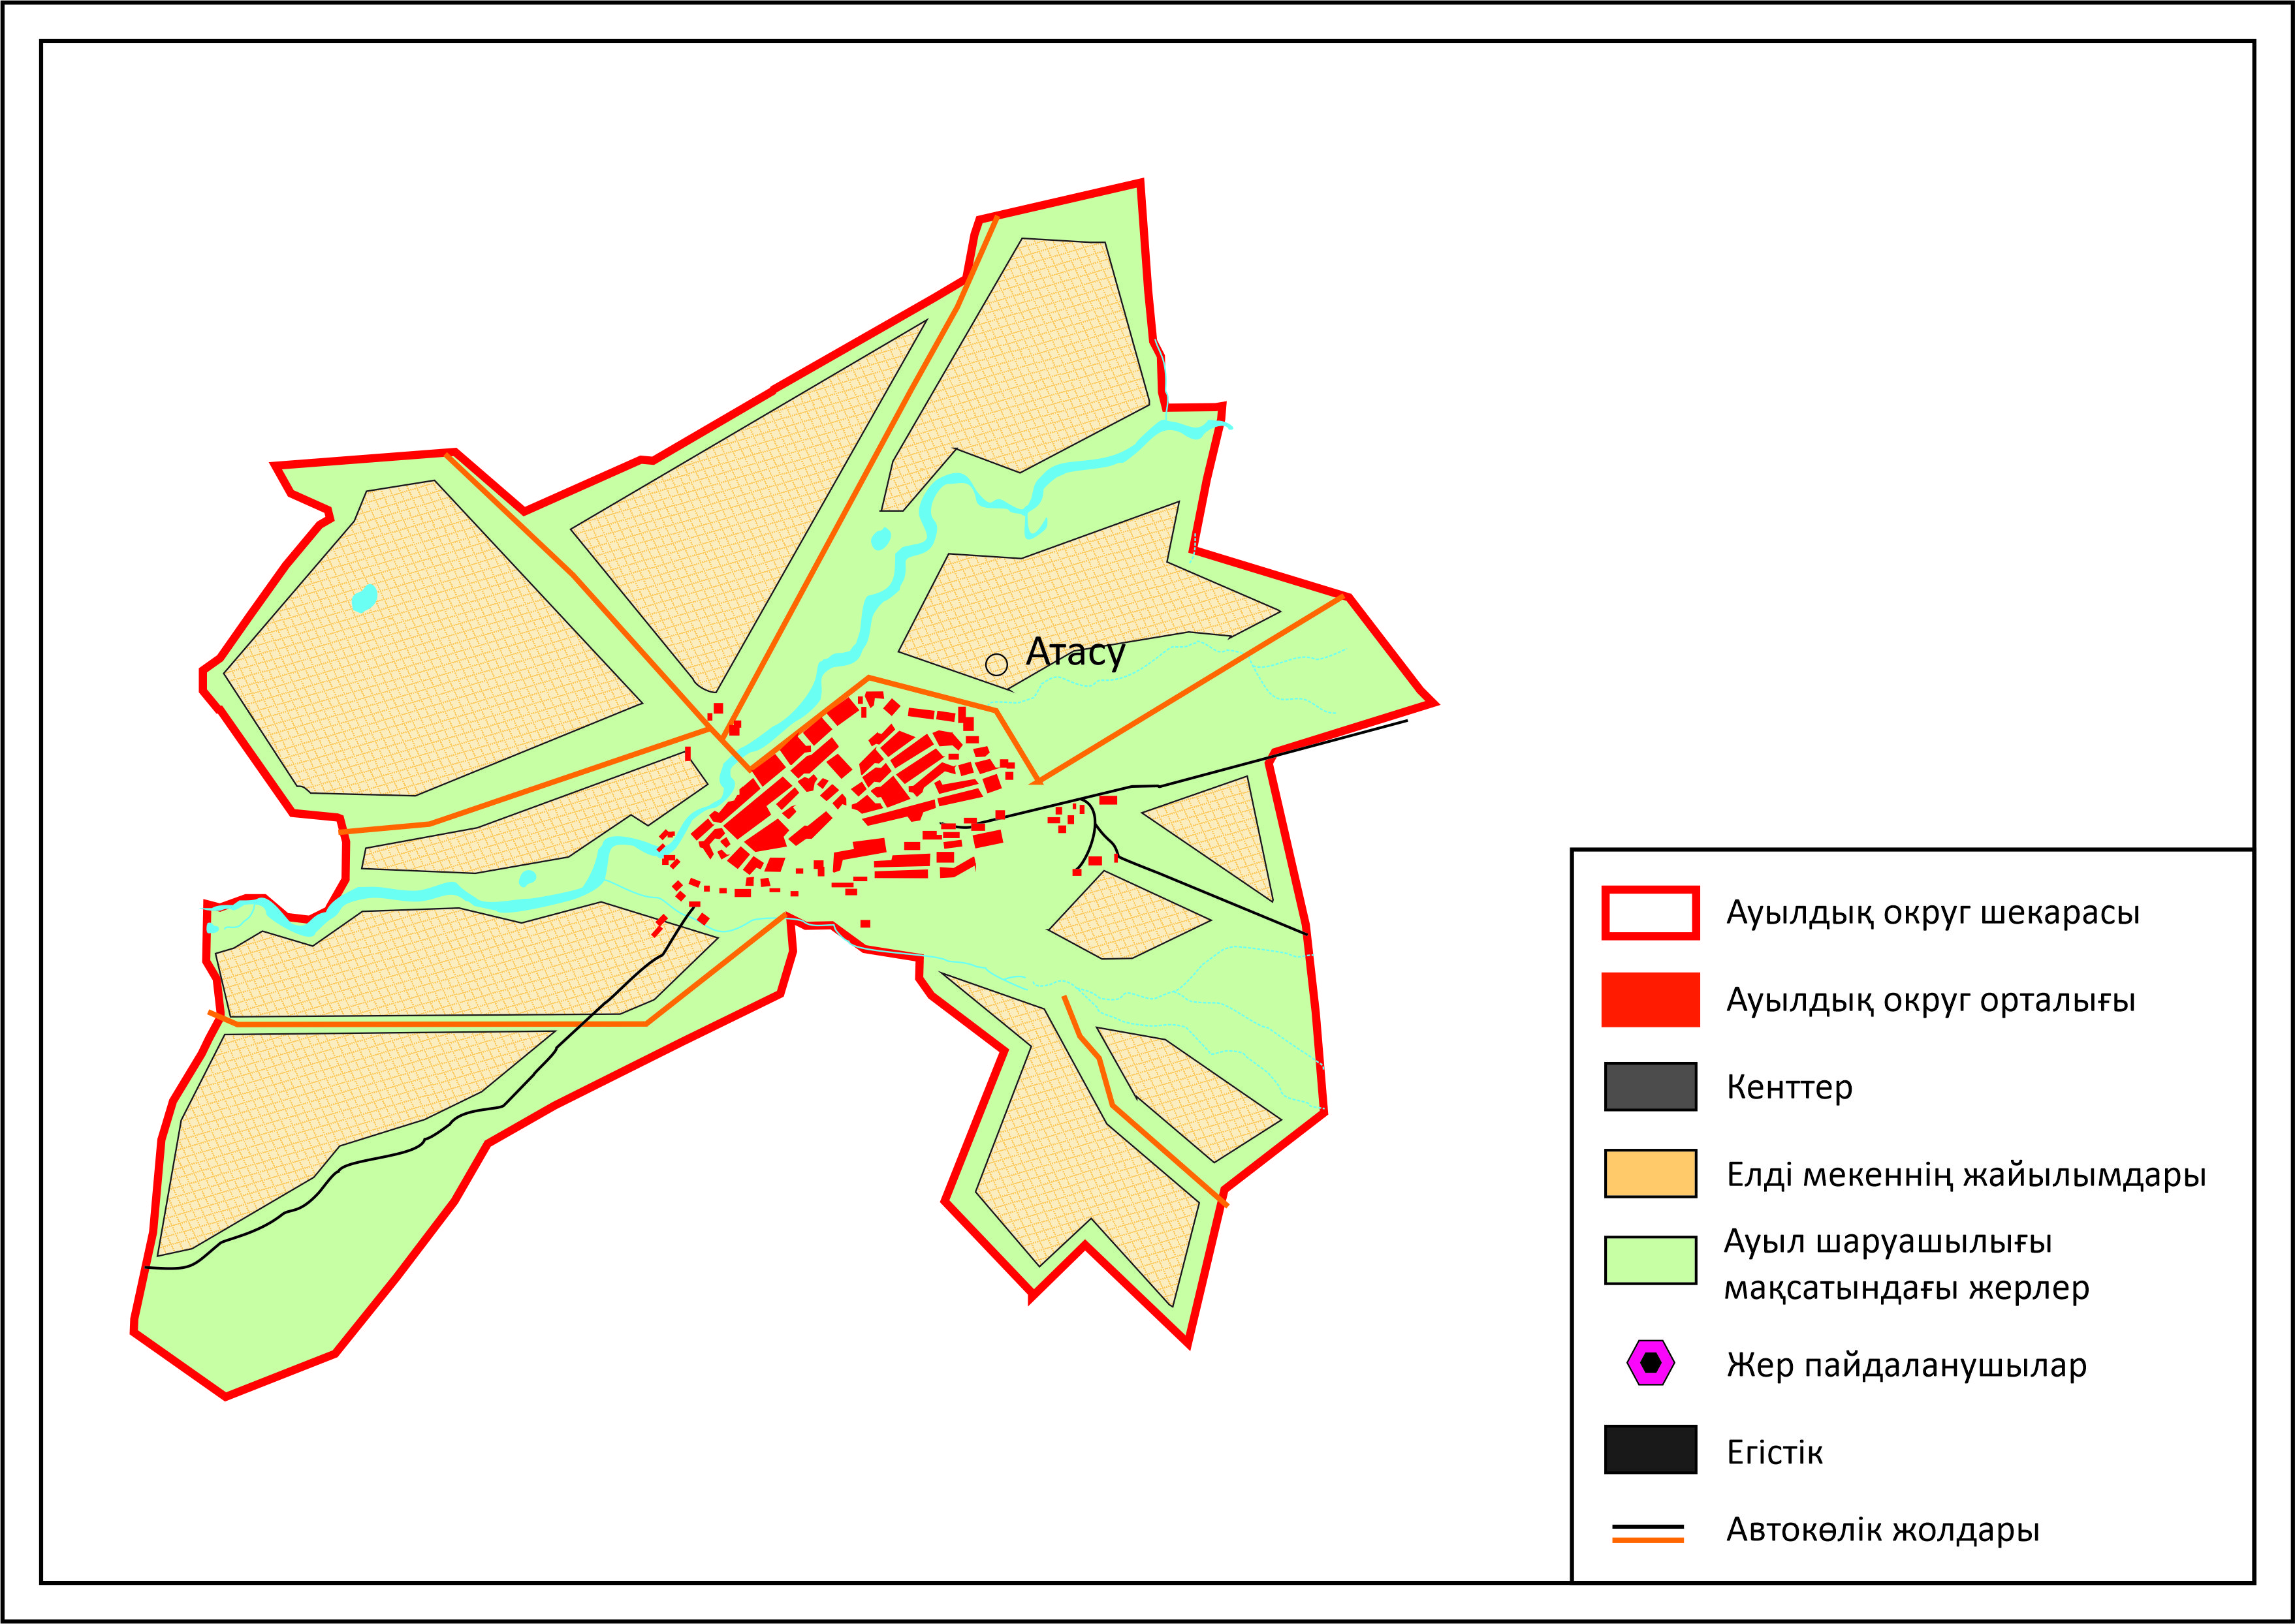 Атасу
Ауылдық округ шекарасы
Ауылдық округ орталығы
Кенттер
Елді мекеннің жайылымдары
Ауыл шаруашылығы
мақсатындағы жерлер
Жер пайдаланушылар
Егістік
Автокөлік жолдары